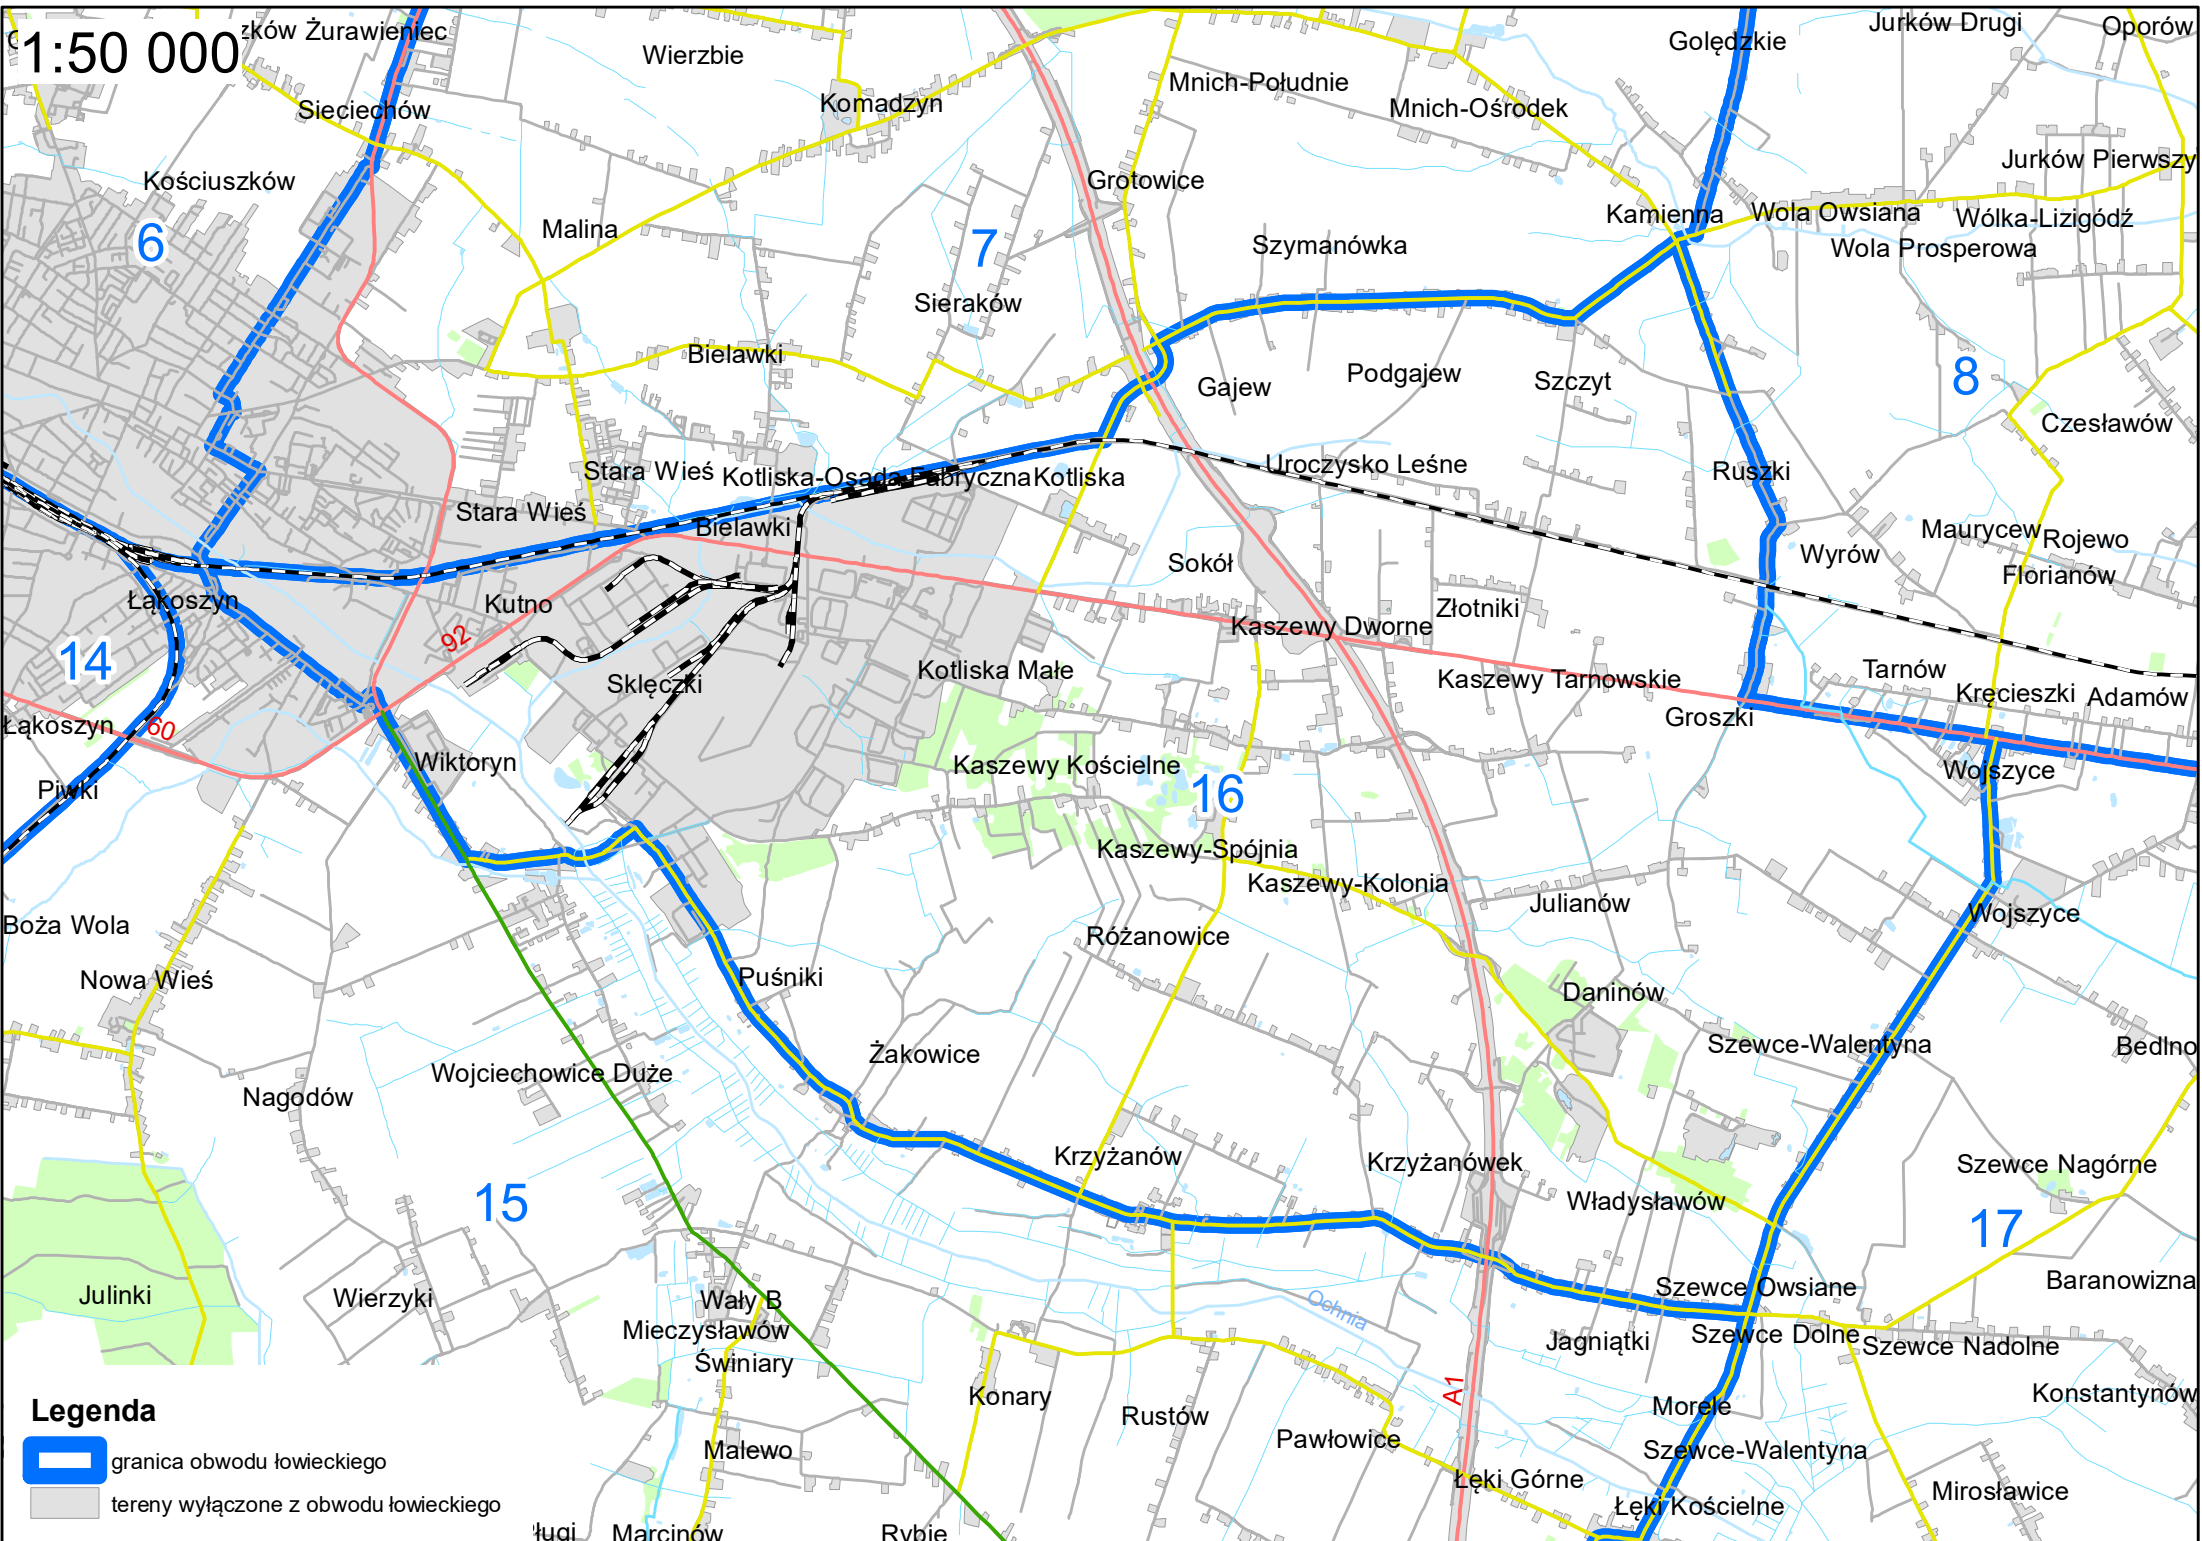 1:50 000
zków Żurawieniec
Wierzbie
Golędzkie
Jurków Drugi
Oporów
Sieciechów
Komadzyn
Mnich-Południe
Mnich-Ośrodek
Jurków Pierwszy
Kościuszków
Grotowice
Kamienna
Wola Owsiana
Wólka-Lizigódź
6
Malina
7
Szymanówka
Wola Prosperowa
Sieraków
Bielawki
Gajew
Podgajew
Szczyt
8
Czesławów
Stara Wieś
Kotliska-Osada Fabryczna
Kotliska
Uroczysko Leśne
Ruszki
Stara Wieś
Bielawki
Sokół
Wyrów
Maurycew
Rojewo
Florianów
Łąkoszyn
Kutno
92
Kaszewy Dworne
Złotniki
14
Sklęczki
Kotliska Małe
Kaszewy Tarnowskie
Tarnów
Kręcieszki
Adamów
Łąkoszyn
60
Groszki
Wiktoryn
Kaszewy Kościelne
16
Wojszyce
Piwki
Kaszewy-Spójnia
Kaszewy-Kolonia
Julianów
Wojszyce
Boża Wola
Różanowice
Nowa Wieś
Puśniki
Daninów
Żakowice
Szewce-Walentyna
Bedlno
Wojciechowice Duże
Nagodów
Krzyżanów
Krzyżanówek
Szewce Nagórne
15
Władysławów
17
Julinki
Wierzyki
Wały B
Ochnia
Szewce Owsiane
Baranowizna
Mieczysławów
Jagniątki
Szewce Dolne
Szewce Nadolne
Świniary
A1
Konary
Rustów
Morele
Konstantynów
Legenda
Malewo
Pawłowice
Szewce-Walentyna
granica obwodu łowieckiego
Łęki Górne
Mirosławice
tereny wyłączone z obwodu łowieckiego
Łęki Kościelne
ługi
Marcinów
Rybie